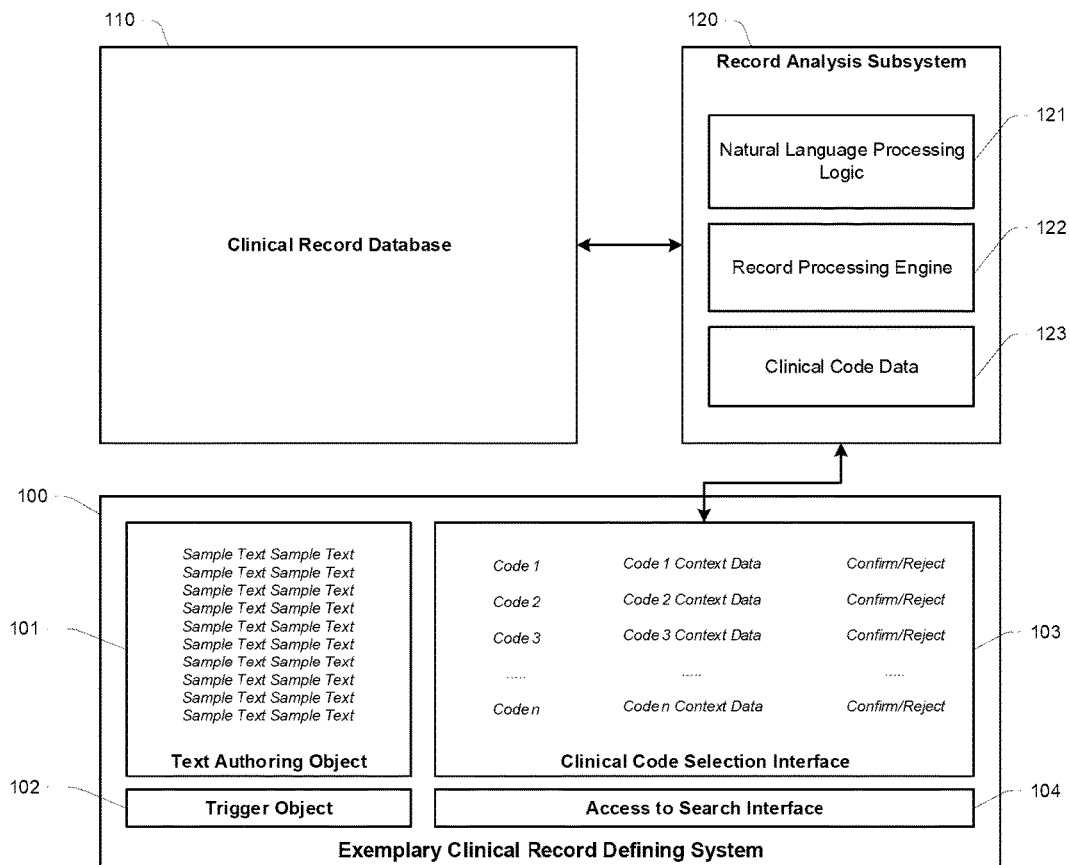 110
120
Clinical Record Database
Record Analysis Subsystem
Natural Language Processing
Logic
121
Record Processing Engine
122
Clinical Code Data
123
100
Sample Text Sample Text
Sample Text Sample Text
Sample Text Sample Text
Sample Text Sample Text
Sample Text Sample Text
Sample Text Sample Text
Sample Text Sample Text
Sample Text Sample Text
Sample Text Sample Text
Sample Text Sample Text
101
Text Authoring Object
Code 1 Code 1 Context Data Confirm/Reject
Code 2 Code 2 Context Data Confirm/Reject
Code 3 Code 3 Context Data Confirm/Reject
..... ..... .....
Code n Code n Context Data Confirm/Reject
103
Clinical Code Selection Interface
102
Trigger Object
Access to Search Interface
104
Exemplary Clinical Record Defining System